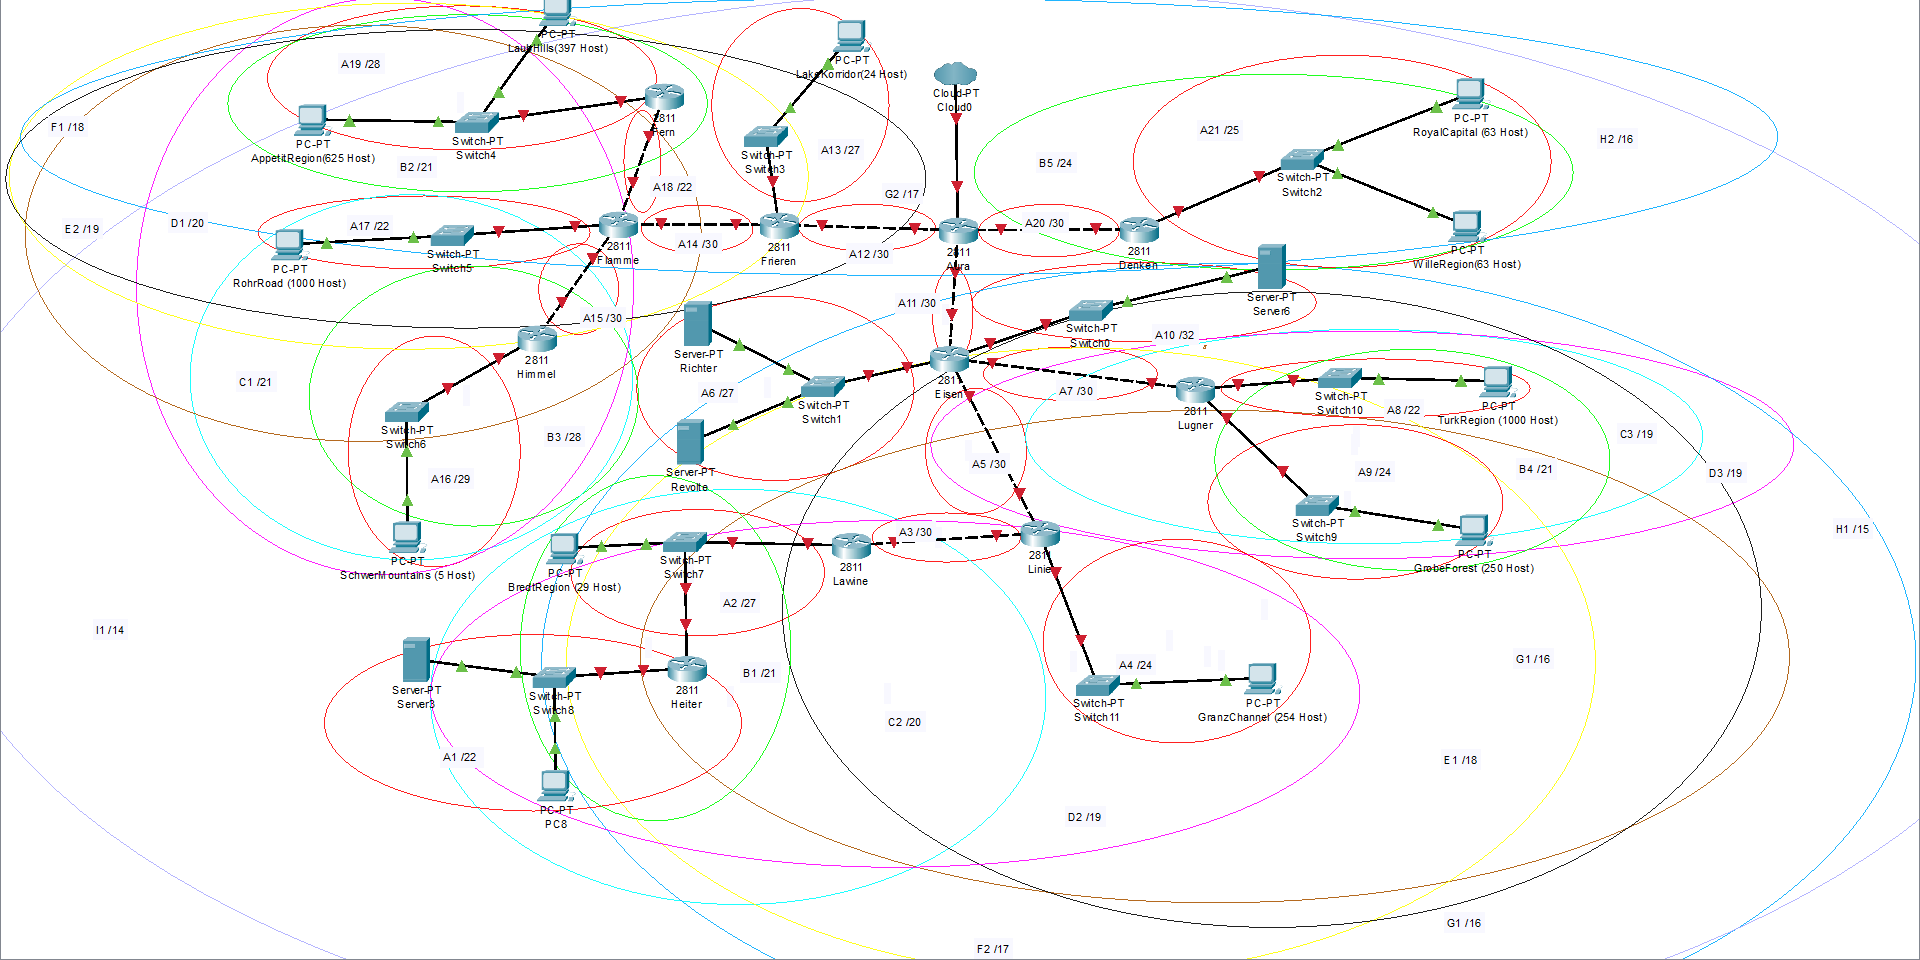 PC-PT
LaubHills(397 Host)
A19 /28
PC-PT
LakeKorridor(24 Host)
Cloud-PT
Cloud0
PC-PT
RoyalCapital (63 Host)
F1 /18
2811
Fern
Switch-PT
Switch4
PC-PT
AppetitRegion(625 Host)
B2 /21
Switch-PT
Switch3
A13 /27
A21 /25
H2 /16
B5 /24
Switch-PT
Switch2
A18 /22
G2 /17
E2 /19
D1 /20
A17 /22
A14 /30
A12 /30
A20 /30
2811
Flamme
2811
Frieren
2811
Aura
2811
Denken
PC-PT
WilleRegion(63 Host)
Switch-PT
Switch5
PC-PT
RohrRoad (1000 Host)
Server-PT
Server6
A15 /30
A11 /30
Switch-PT
Switch0
A10 /32
2811
Himmel
Server-PT
Richter
C1 /21
A6 /27
Eisen
A7 /30
Switch-PT
Switch1
2811
Lugner
Switch-PT
Switch10
A8 /22
PC-PT
TurkRegion (1000 Host)
Switch-PT
Switch6
B3 /28
C3 /19
A16 /29
Server-PT
Revolte
A5 /30
A9 /24
B4 /21
D3 /19
Switch-PT
Switch9
H1 /15
A3 /30
PC-PT
SchwerMountains (5 Host)
PC-PT
BredtRegion (29 Host)
Switch-PT
Switch7
2811
Lawine
Linie
PC-PT
GrobeForest (250 Host)
A2 /27
I1 /14
B1 /21
A4 /24
G1 /16
Server-PT
Server3
Switch-PT
Switch8
2811
Heiter
Switch-PT
Switch11
PC-PT
GranzChannel (254 Host)
C2 /20
A1 /22
E1 /18
PC-PT
PC8
D2 /19
G1 /16
F2 /17